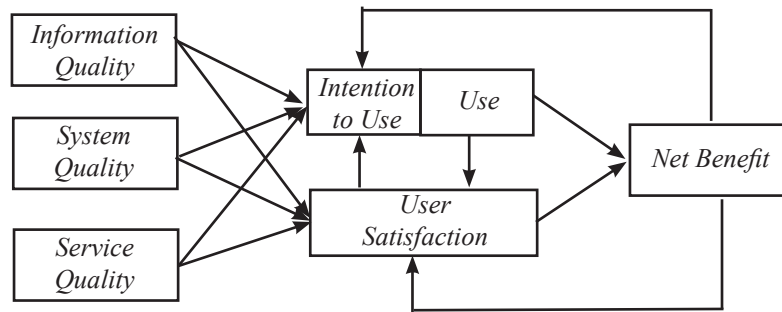 Information
Quality
System
Quality
Service
Quality
Intention
to Use
Use
User
Satisfaction
Net Benefit